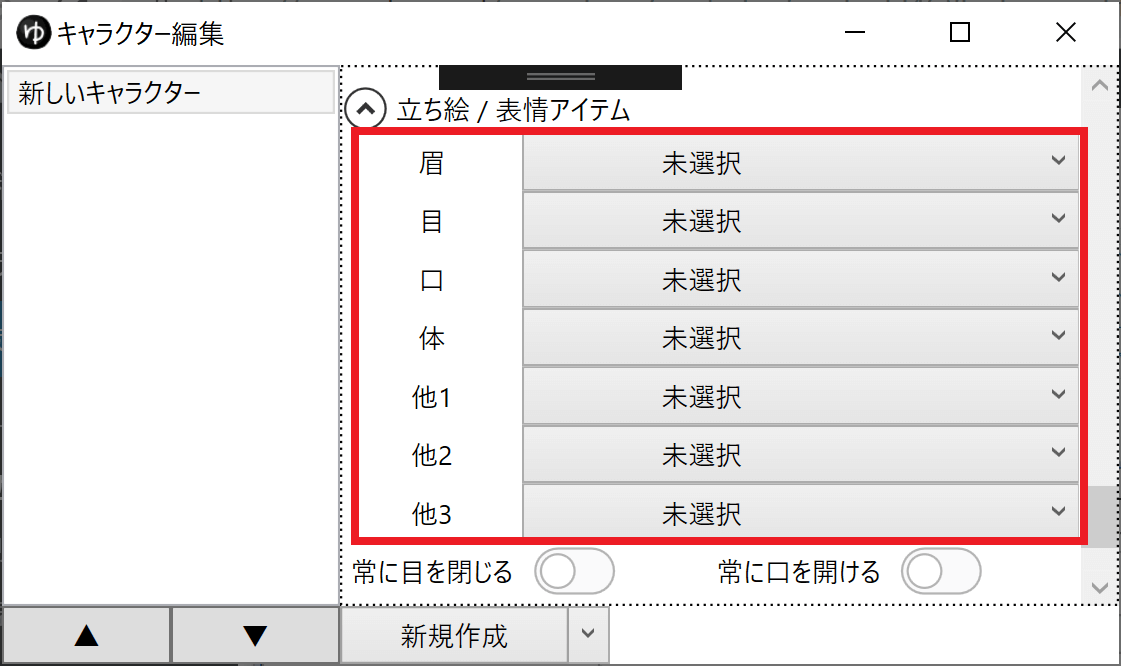 ゆ キャラクター編集
新しいキャラクター
立ち絵 / 表情アイテム
眉 未選択
目 未選択
口 未選択
体 未選択
他1 未選択
他2 未選択
他3 未選択
常に目を閉じる 常に口を開ける
▲ ▼ 新規作成